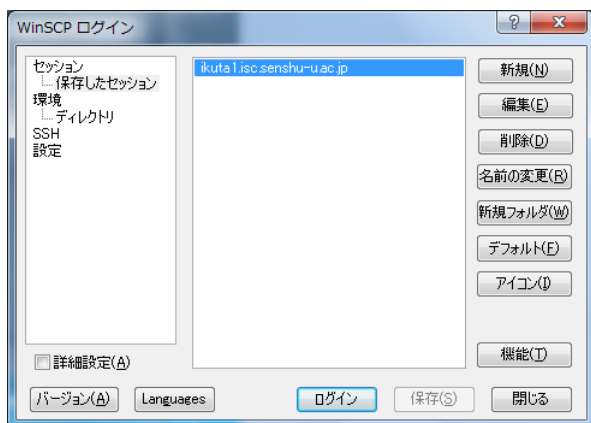 WinSCP ログイン
セッション
保存したセッション
環境
ディレクトリ
SSH
設定
ikuta1.isc.senshu-u.ac.jp
新規(N)
編集(E)
削除(D)
名前の変更(R)
新規フォルダ(W)
デフォルト(F)
アイコン(I)
機能(T)
詳細設定(A)
バージョン(A)
Languages
ログイン
保存(S)
閉じる